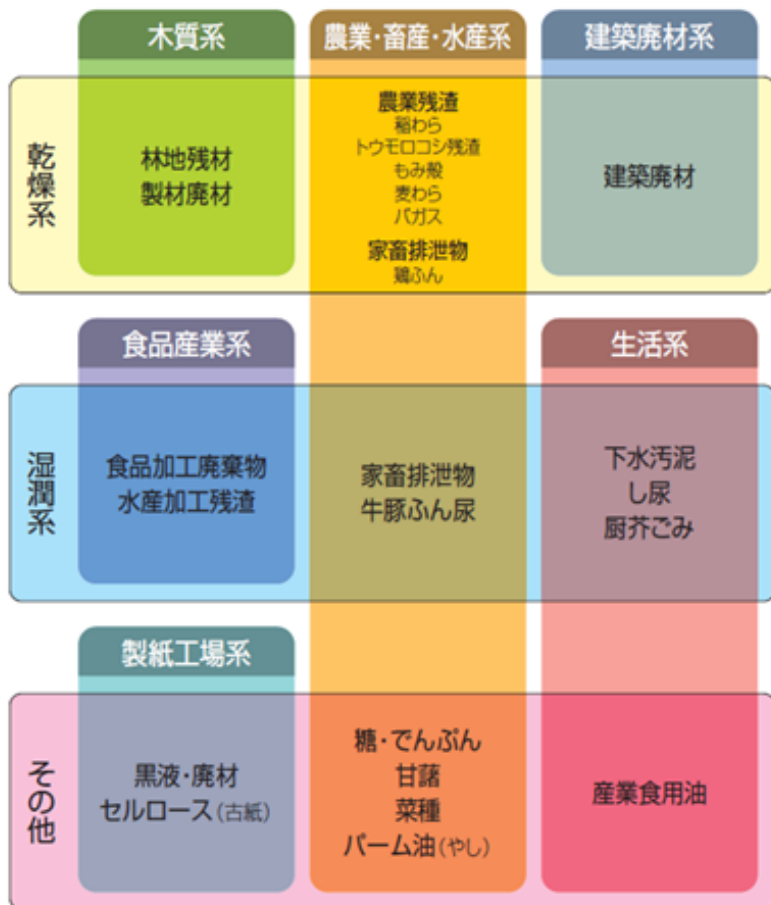 木質系
農業・畜産・水産系
建築廃材系
乾燥系
林地残材
製材廃材
農業残渣
稲わら
トウモロコシ残渣
もみ殻
麦わら
バガス
家畜排泄物
鶏ふん
建築廃材
食品産業系
生活系
湿潤系
食品加工廃棄物
水産加工残渣
家畜排泄物
牛豚ふん尿
下水汚泥
し尿
厨芥ごみ
製紙工場系
その他
黒液・廃材
セルロース(古紙)
糖・でんぷん
甘藷
菜種
パーム油(やし)
産業食用油